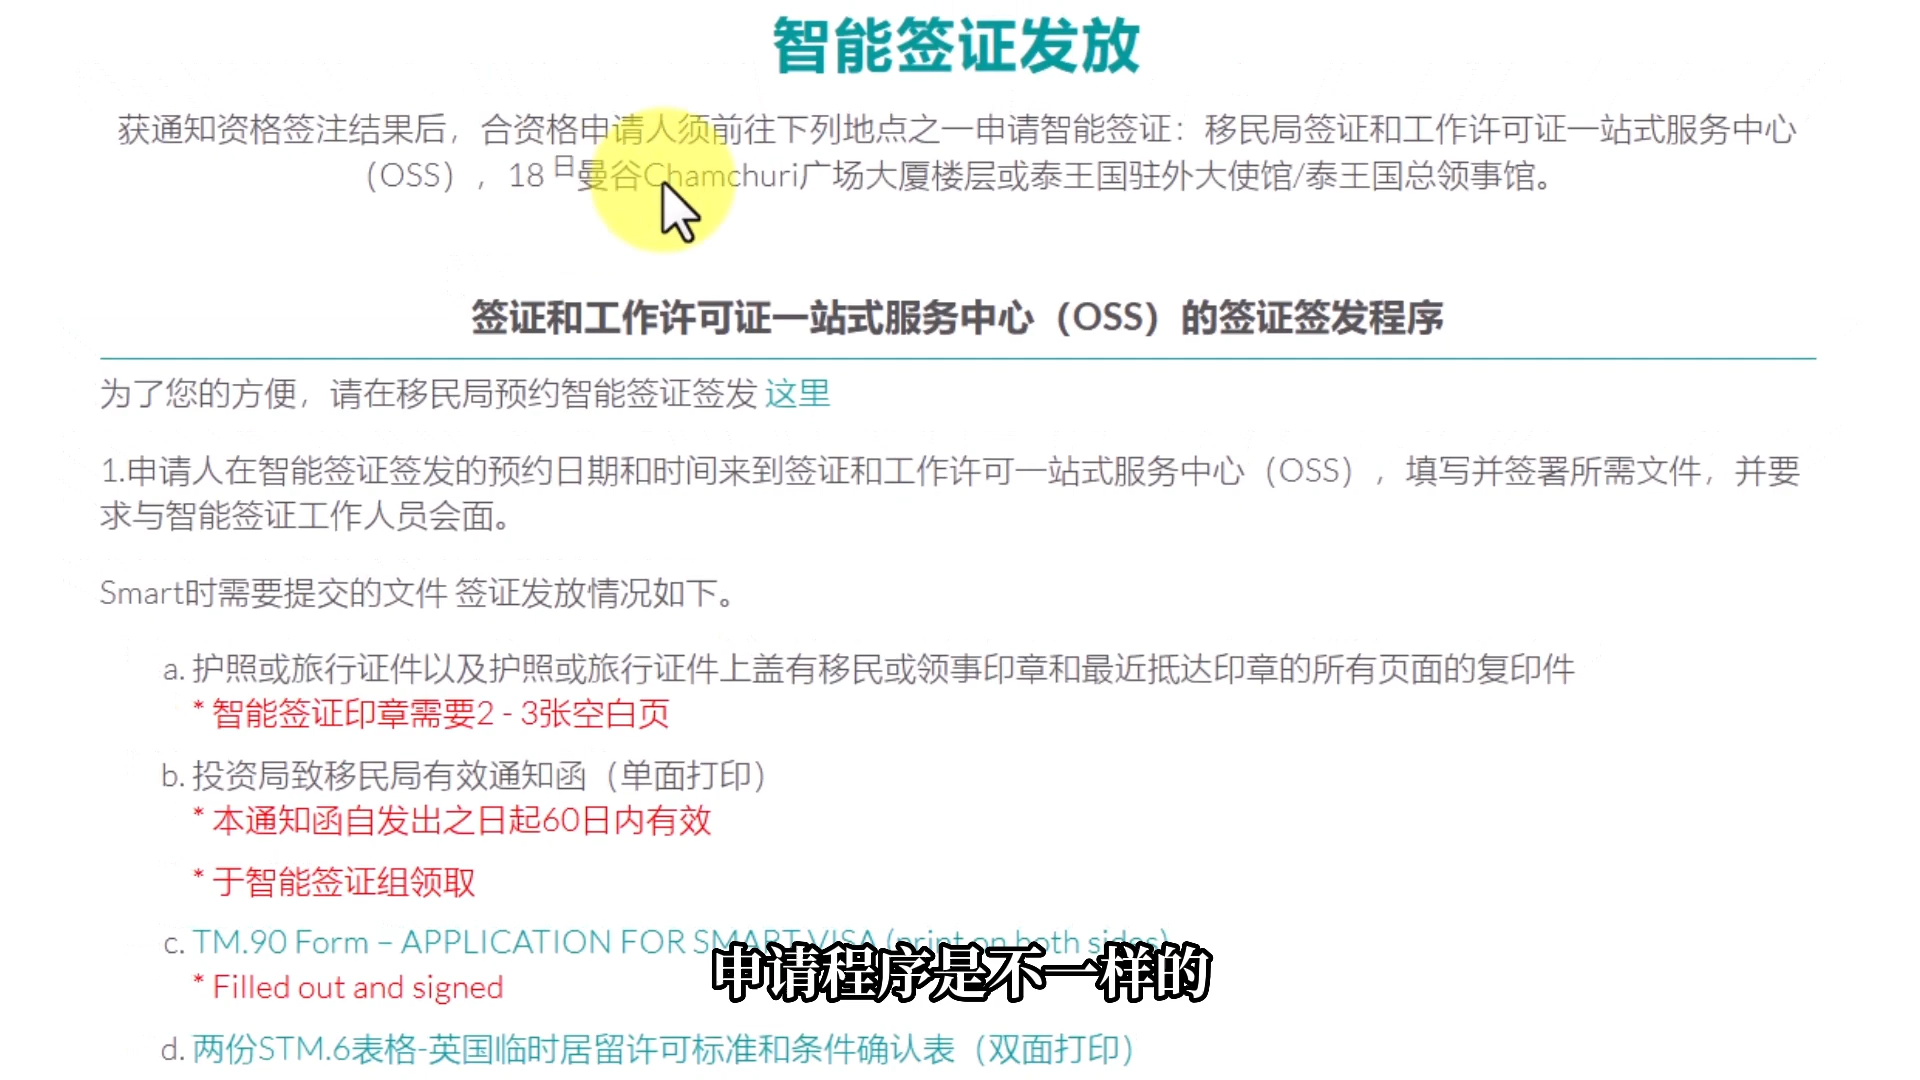 智能签证发放
获通知资格签注结果后，合资格申请人须前往下列地点之一申请智能签证：移民局签证和工作许可证一站式服务中心
（OSS），18 日曼谷Chamchuri广场大厦楼层或泰王国驻外大使馆/泰王国总领事馆。
签证和工作许可证一站式服务中心（OSS）的签证签发程序
为了您的方便，请在移民局预约智能签证签发 这里
1.申请人在智能签证签发的预约日期和时间来到签证和工作许可一站式服务中心（OSS），填写并签署所需文件，并要
求与智能签证工作人员会面。
Smart时需要提交的文件 签证发放情况如下。
a. 护照或旅行证件以及护照或旅行证件上盖有移民或领事印章和最近抵达印章的所有页面的复印件
* 智能签证印章需要2 - 3张空白页
b. 投资局致移民局有效通知函（单面打印）
* 本通知函自发出之日起60日内有效
* 于智能签证组领取
c. TM.90 Form – APPLICATION FOR SMART VISA (print on both sides)
* Filled out and signed
申请程序是不一样的
d. 两份STM.6表格-英国临时居留许可标准和条件确认表（双面打印）